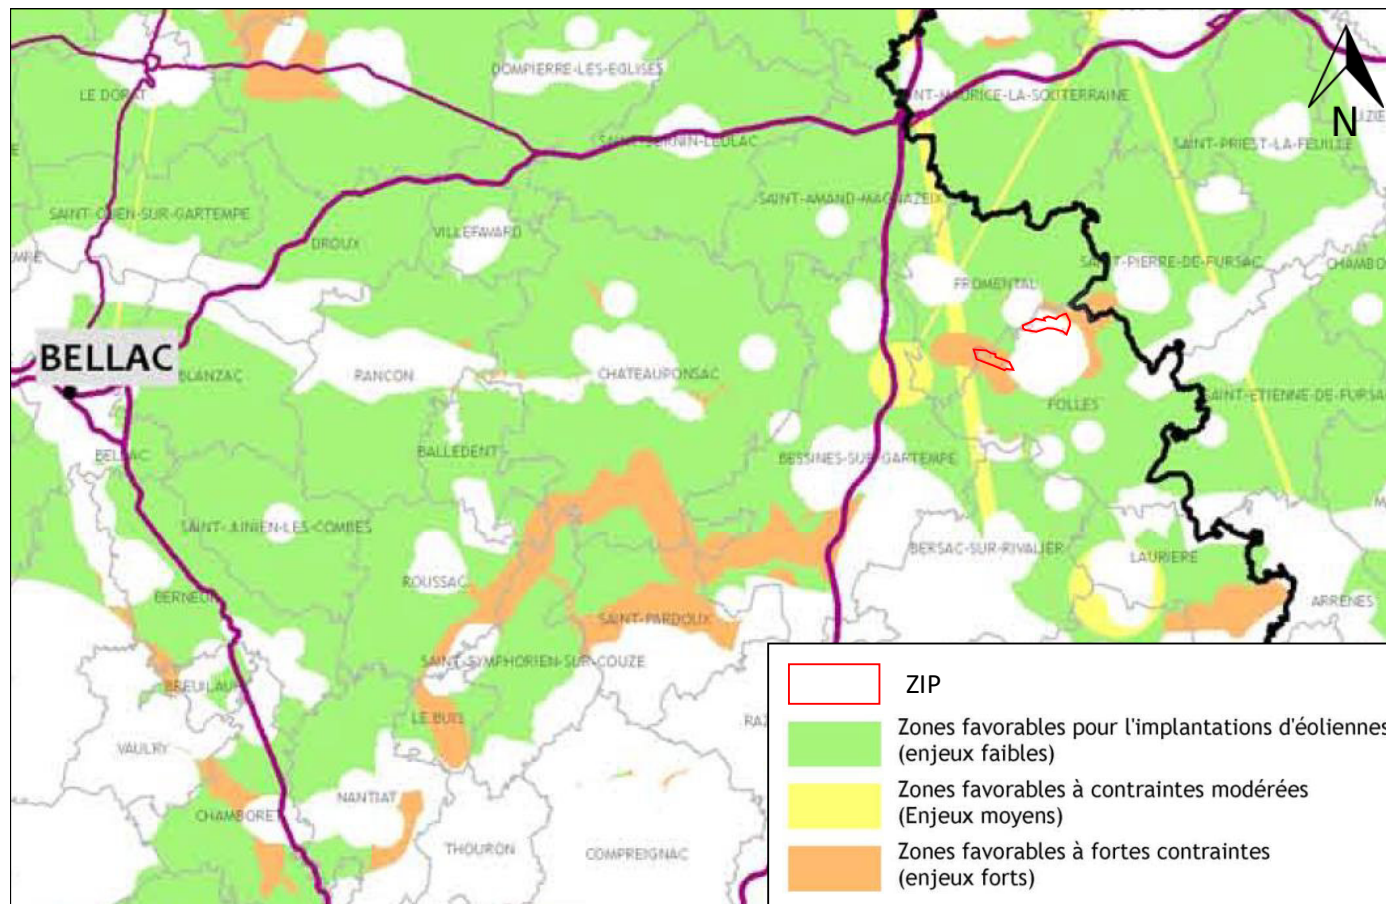 DOMPIERRE-LES-EGLISES
LE DORAT
N
SAINT-PRIEST-LA-FEUILLE
SAINT-AMAND-MAGNAZEIX
SAINT-OUEN-SUR-GARTEMPE
VILLEFAVARD
DROUX
SAINT-PIERRE-DE-FURSAC
FROMENTAL
BELLAC
BLANZAC
RANCON
CHATEAUPONSAC
FOLLES
BALLEDENT
BELLAC
BESSINES-SUR-GARTEMPE
SAINT-JUNIEN-LES-COMBES
BERSAC-SUR-RIVALIER
LAURIERE
ROUSSAC
BERNEUIL
ARRENES
SAINT-PARDOUX
SAINT-SYMPHORIEN-SUR-COUZE
BREUILAUFA
LE BUIS
VAULRY
NANTIAT
CHAMBORET
THOURON
COMPREIGNAC
ZIP
Zones favorables pour l'implantations d'éoliennes
(enjeux faibles)
Zones favorables à contraintes modérées
(Enjeux moyens)
Zones favorables à fortes contraintes
(enjeux forts)